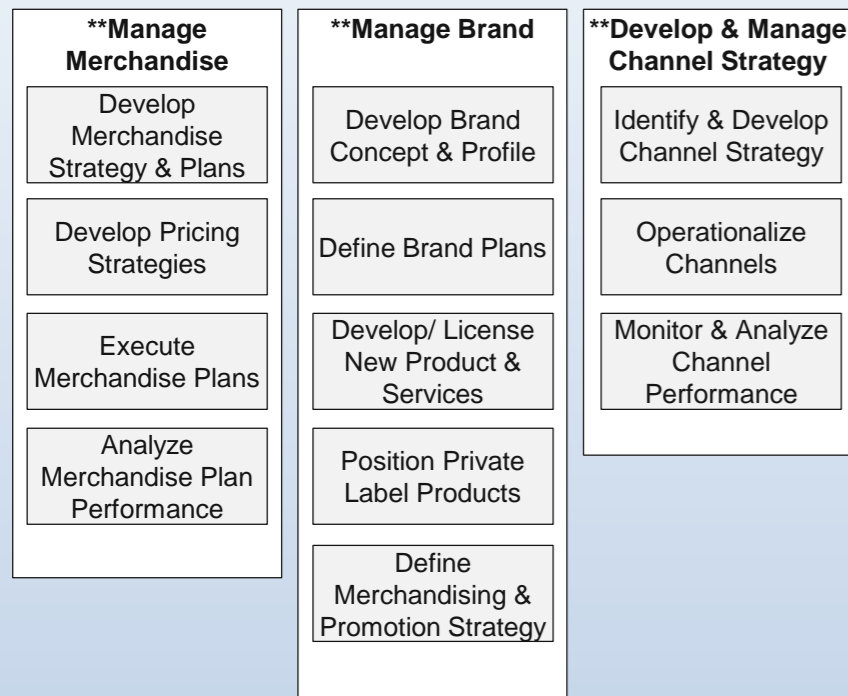 **Manage
Merchandise
Develop
Merchandise
Strategy & Plans
Develop Pricing
Strategies
Execute
Merchandise Plans
Analyze
Merchandise Plan
Performance
**Manage Brand
Develop Brand
Concept & Profile
Define Brand Plans
Develop/ License
New Product &
Services
Position Private
Label Products
Define
Merchandising &
Promotion Strategy
**Develop & Manage
Channel Strategy
Identify & Develop
Channel Strategy
Operationalize
Channels
Monitor & Analyze
Channel
Performance